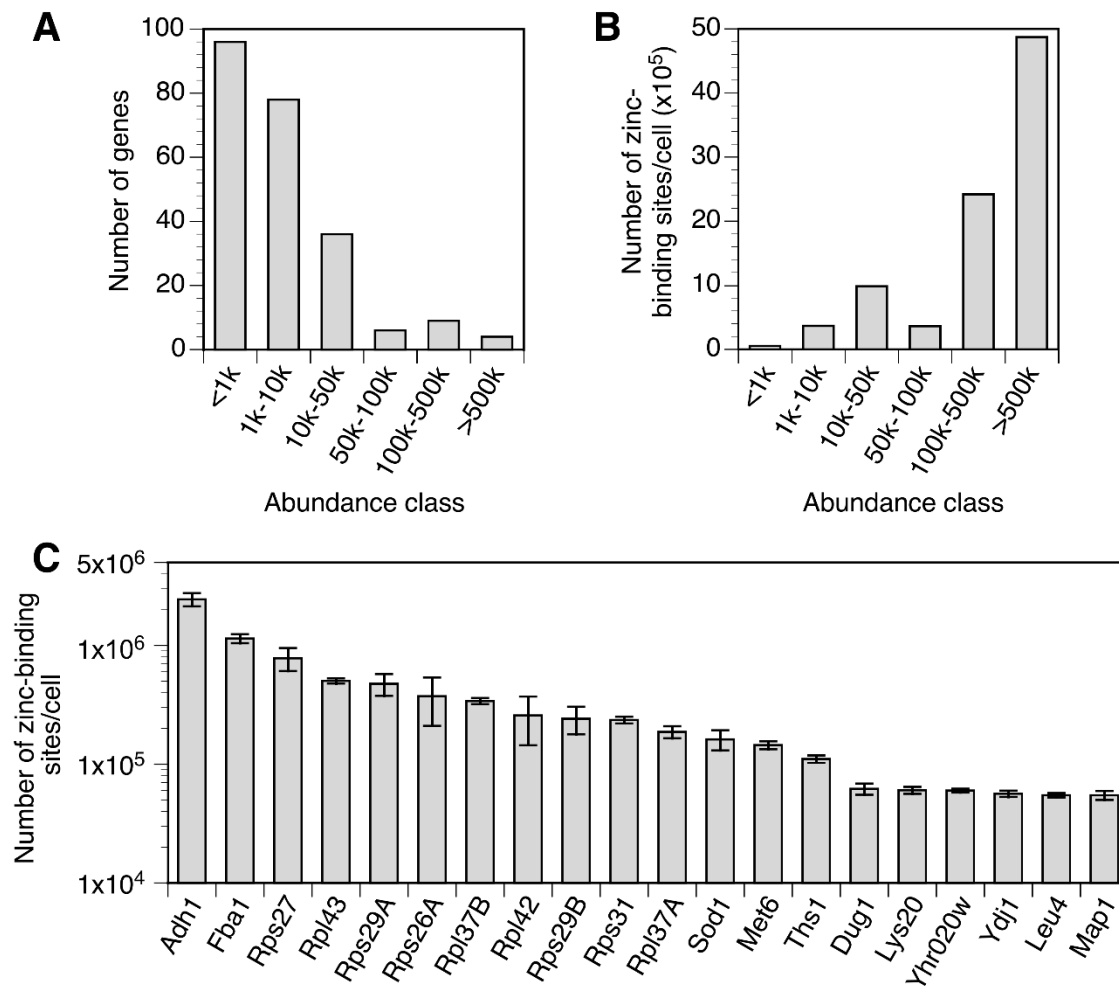 A
Number of genes
100
80
60
40
20
0
<1k
1k-10k
10k-50k
50k-100k
100k-500k
>500k
Abundance class
B
Number of zinc-
binding sites/cell (x10⁵)
50
40
30
20
10
0
<1k
1k-10k
10k-50k
50k-100k
100k-500k
>500k
Abundance class
C
Number of zinc-binding
sites/cell
5x10⁶
1x10⁶
1x10⁵
1x10⁴
Adh1
Fba1
Rps27
Rpl43
Rps29A
Rps26A
Rpl37B
Rpl42
Rps29B
Rps31
Rpl37A
Sod1
Met6
Ths1
Dug1
Lys20
Yhr020w
Ydj1
Leu4
Map1